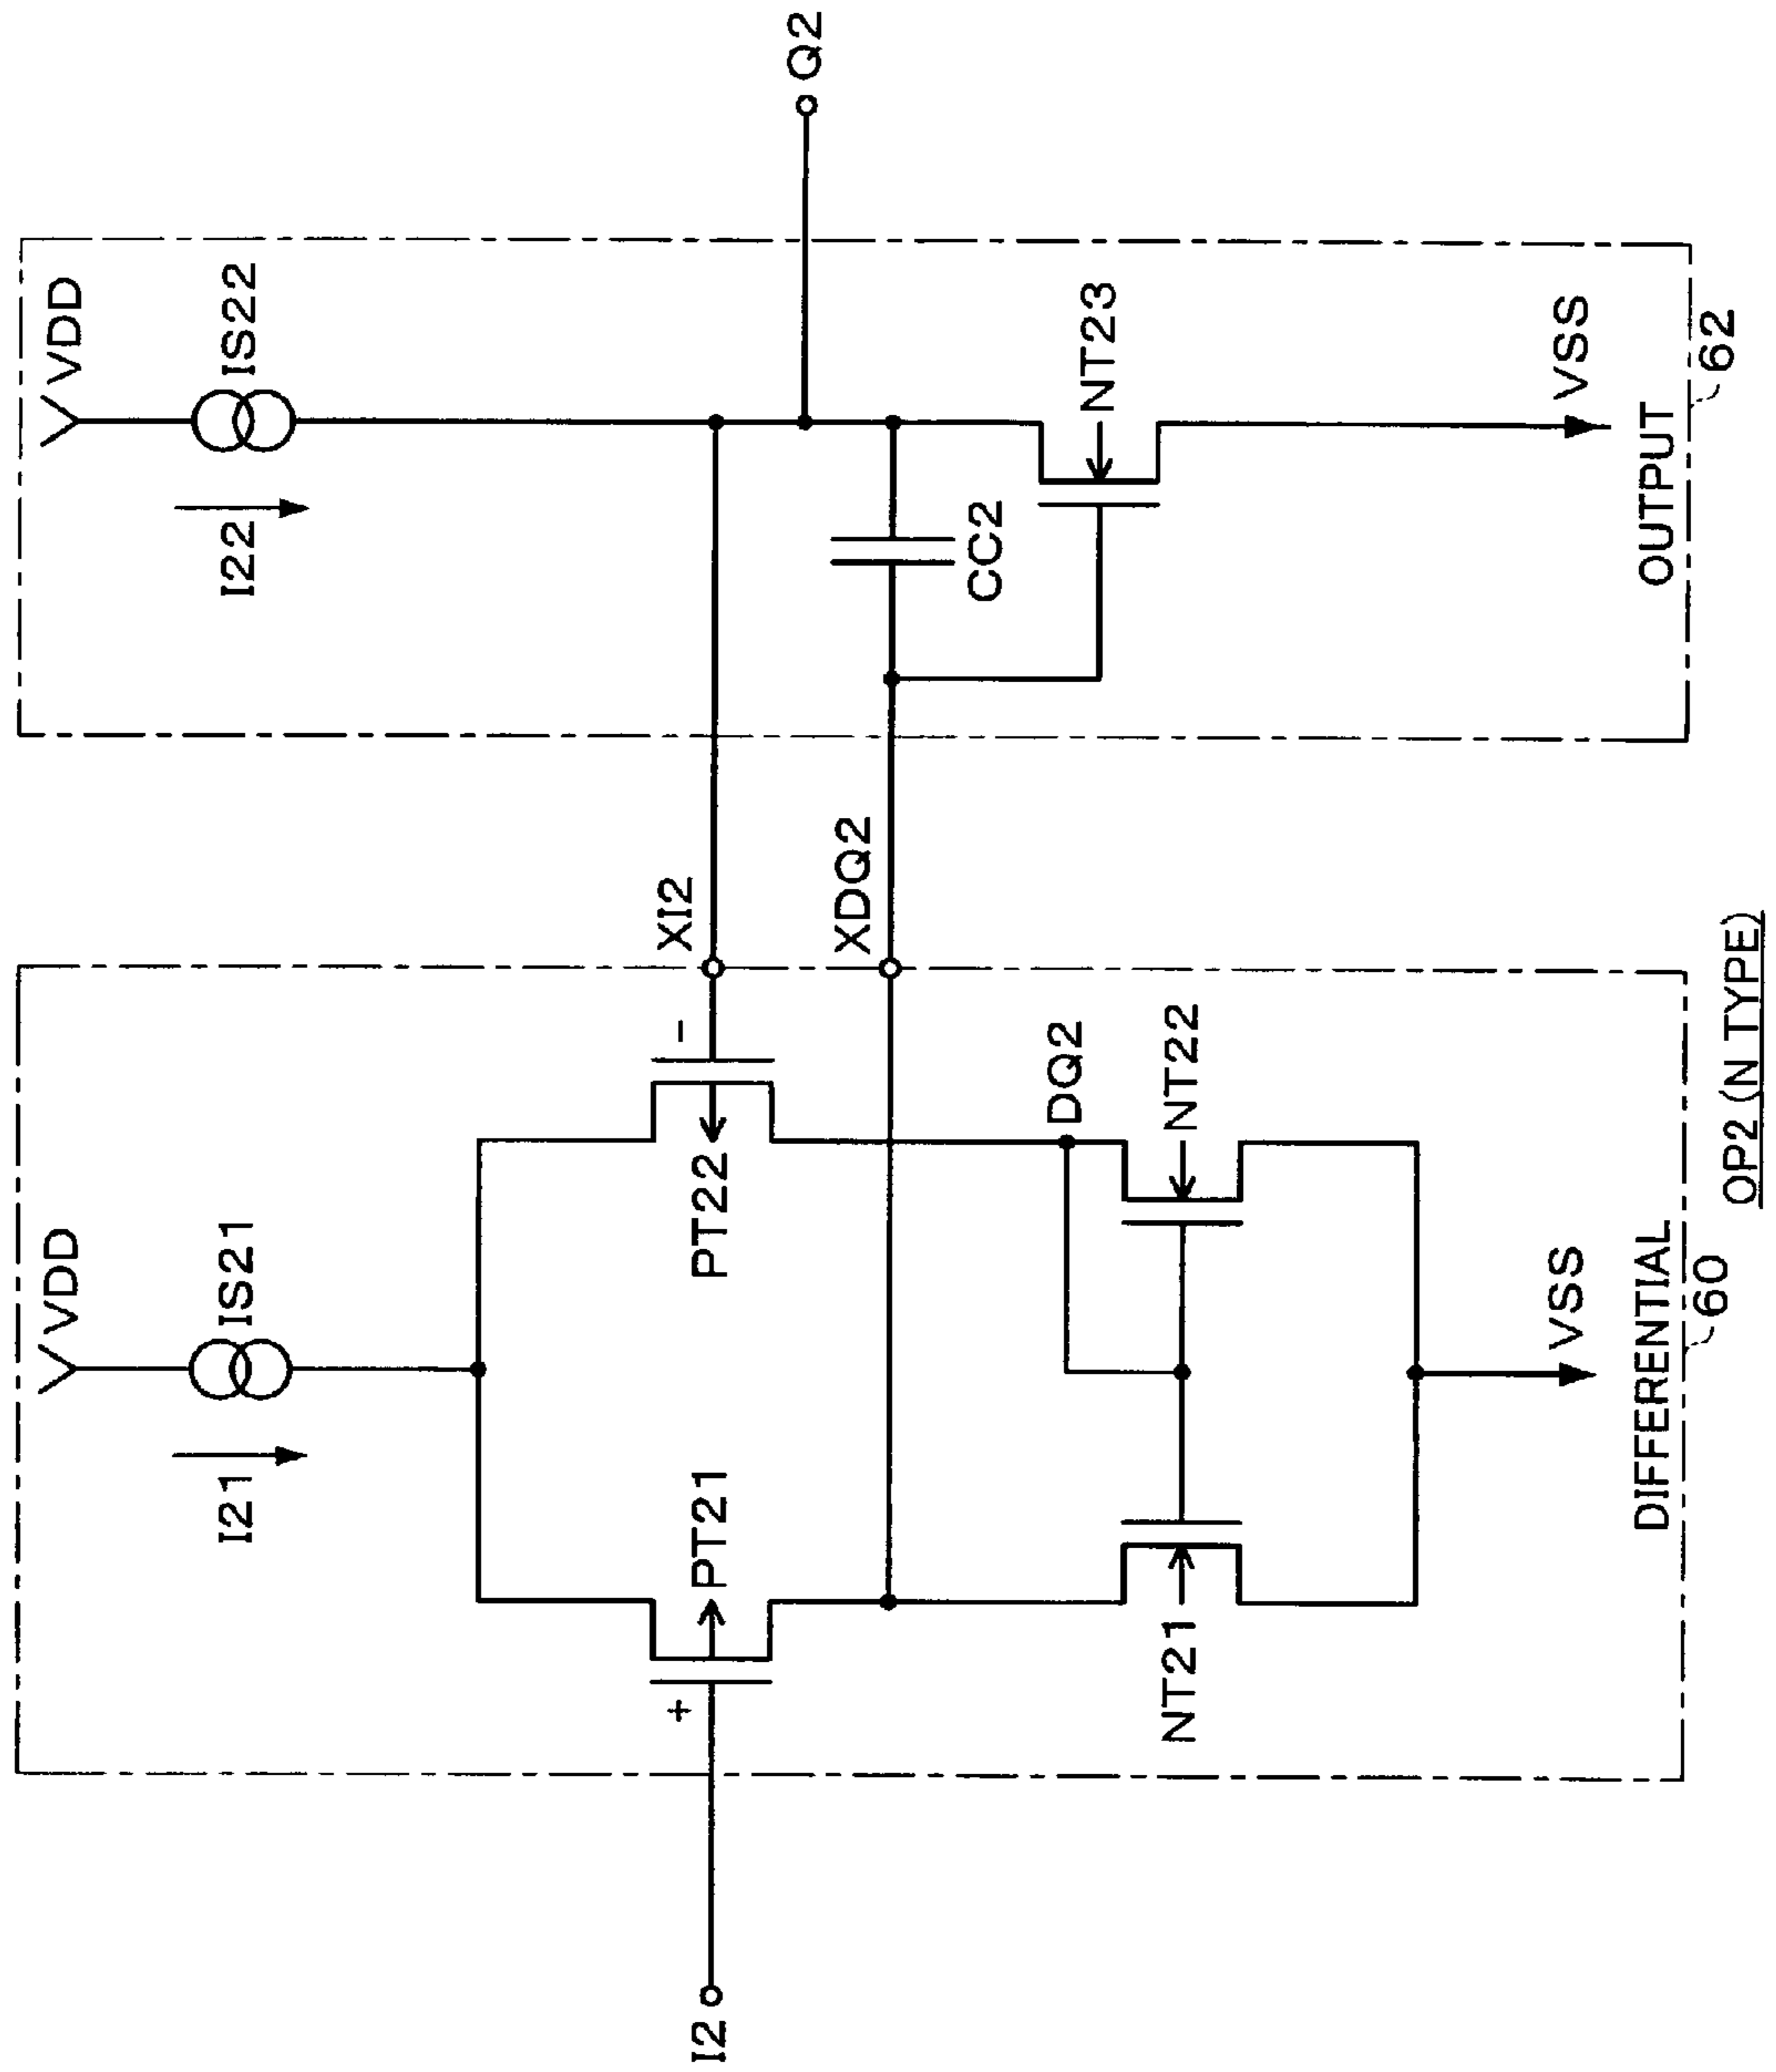 VDD
VDD
I21
IS21
I22
IS22
I2
+
PT21
PT22
-
XI2
Q2
XDQ2
CC2
DQ2
NT21
NT22
NT23
VSS
VSS
DIFFERENTIAL
OUTPUT
60
62
OP2 (N TYPE)